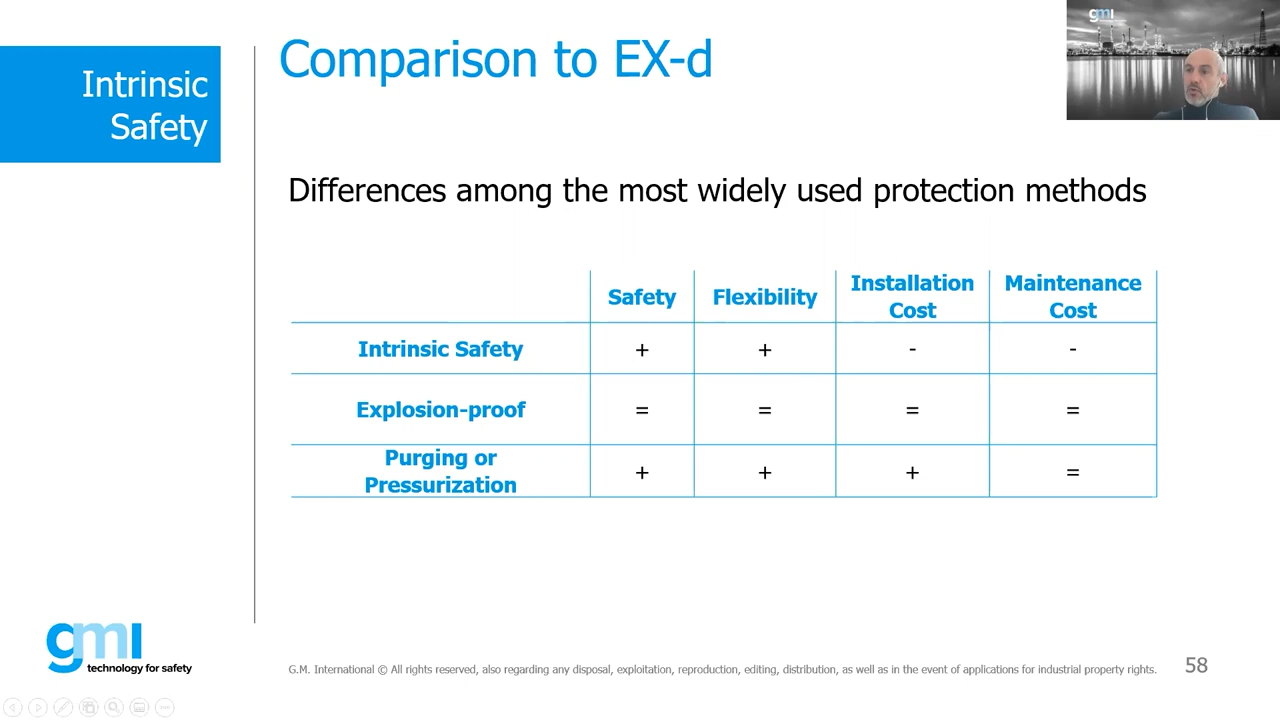 gmi
Comparison to EX-d
Intrinsic
Safety
Differences among the most widely used protection methods
Safety Flexibility Installation Cost Maintenance Cost
Intrinsic Safety + + - -
Explosion-proof = = = =
Purging or Pressurization + + + =
gmi
technology for safety
G.M. International © All rights reserved, also regarding any disposal, exploitation, reproduction, editing, distribution, as well as in the event of applications for industrial property rights.
58